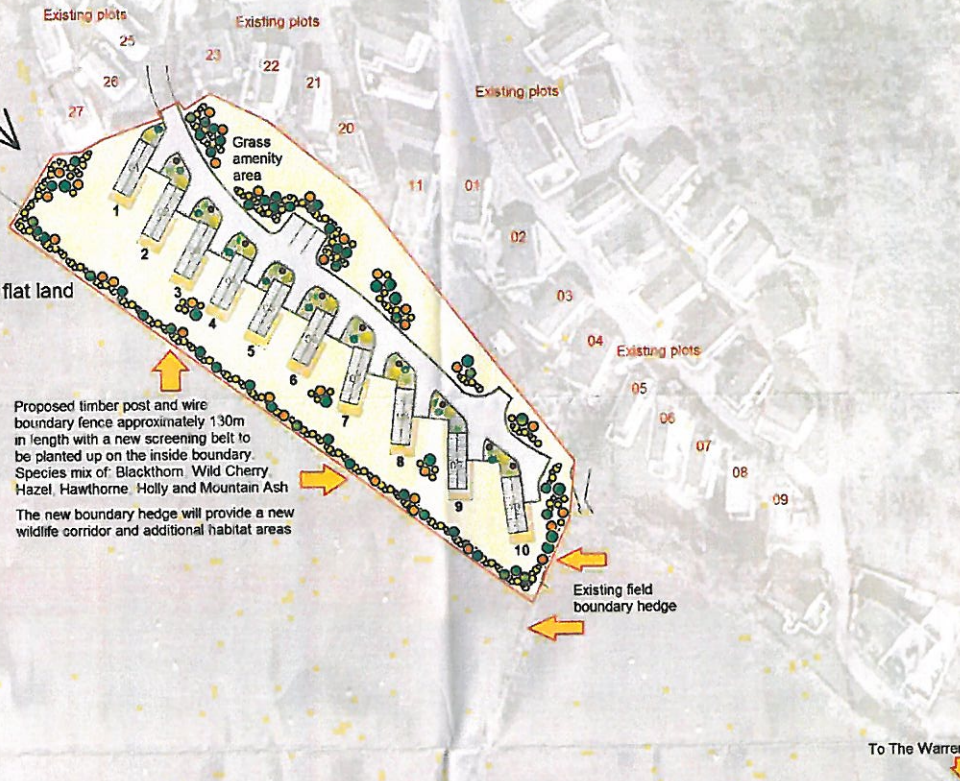 Existing plots
Existing plots
25
23
22
26
21
27
Existing plots
20
Grass
amenity
area
11
01
1
02
2
flat land
3
03
4
04
5
Existing plots
6
05
7
06
07
8
08
09
9
10
Proposed timber post and wire
boundary fence approximately 130m
in length with a new screening belt to
be planted up on the inside boundary.
Species mix of: Blackthorn, Wild Cherry,
Hazel, Hawthorne, Holly and Mountain Ash
The new boundary hedge will provide a new
wildlife corridor and additional habitat areas
Existing field
boundary hedge
To The Warren